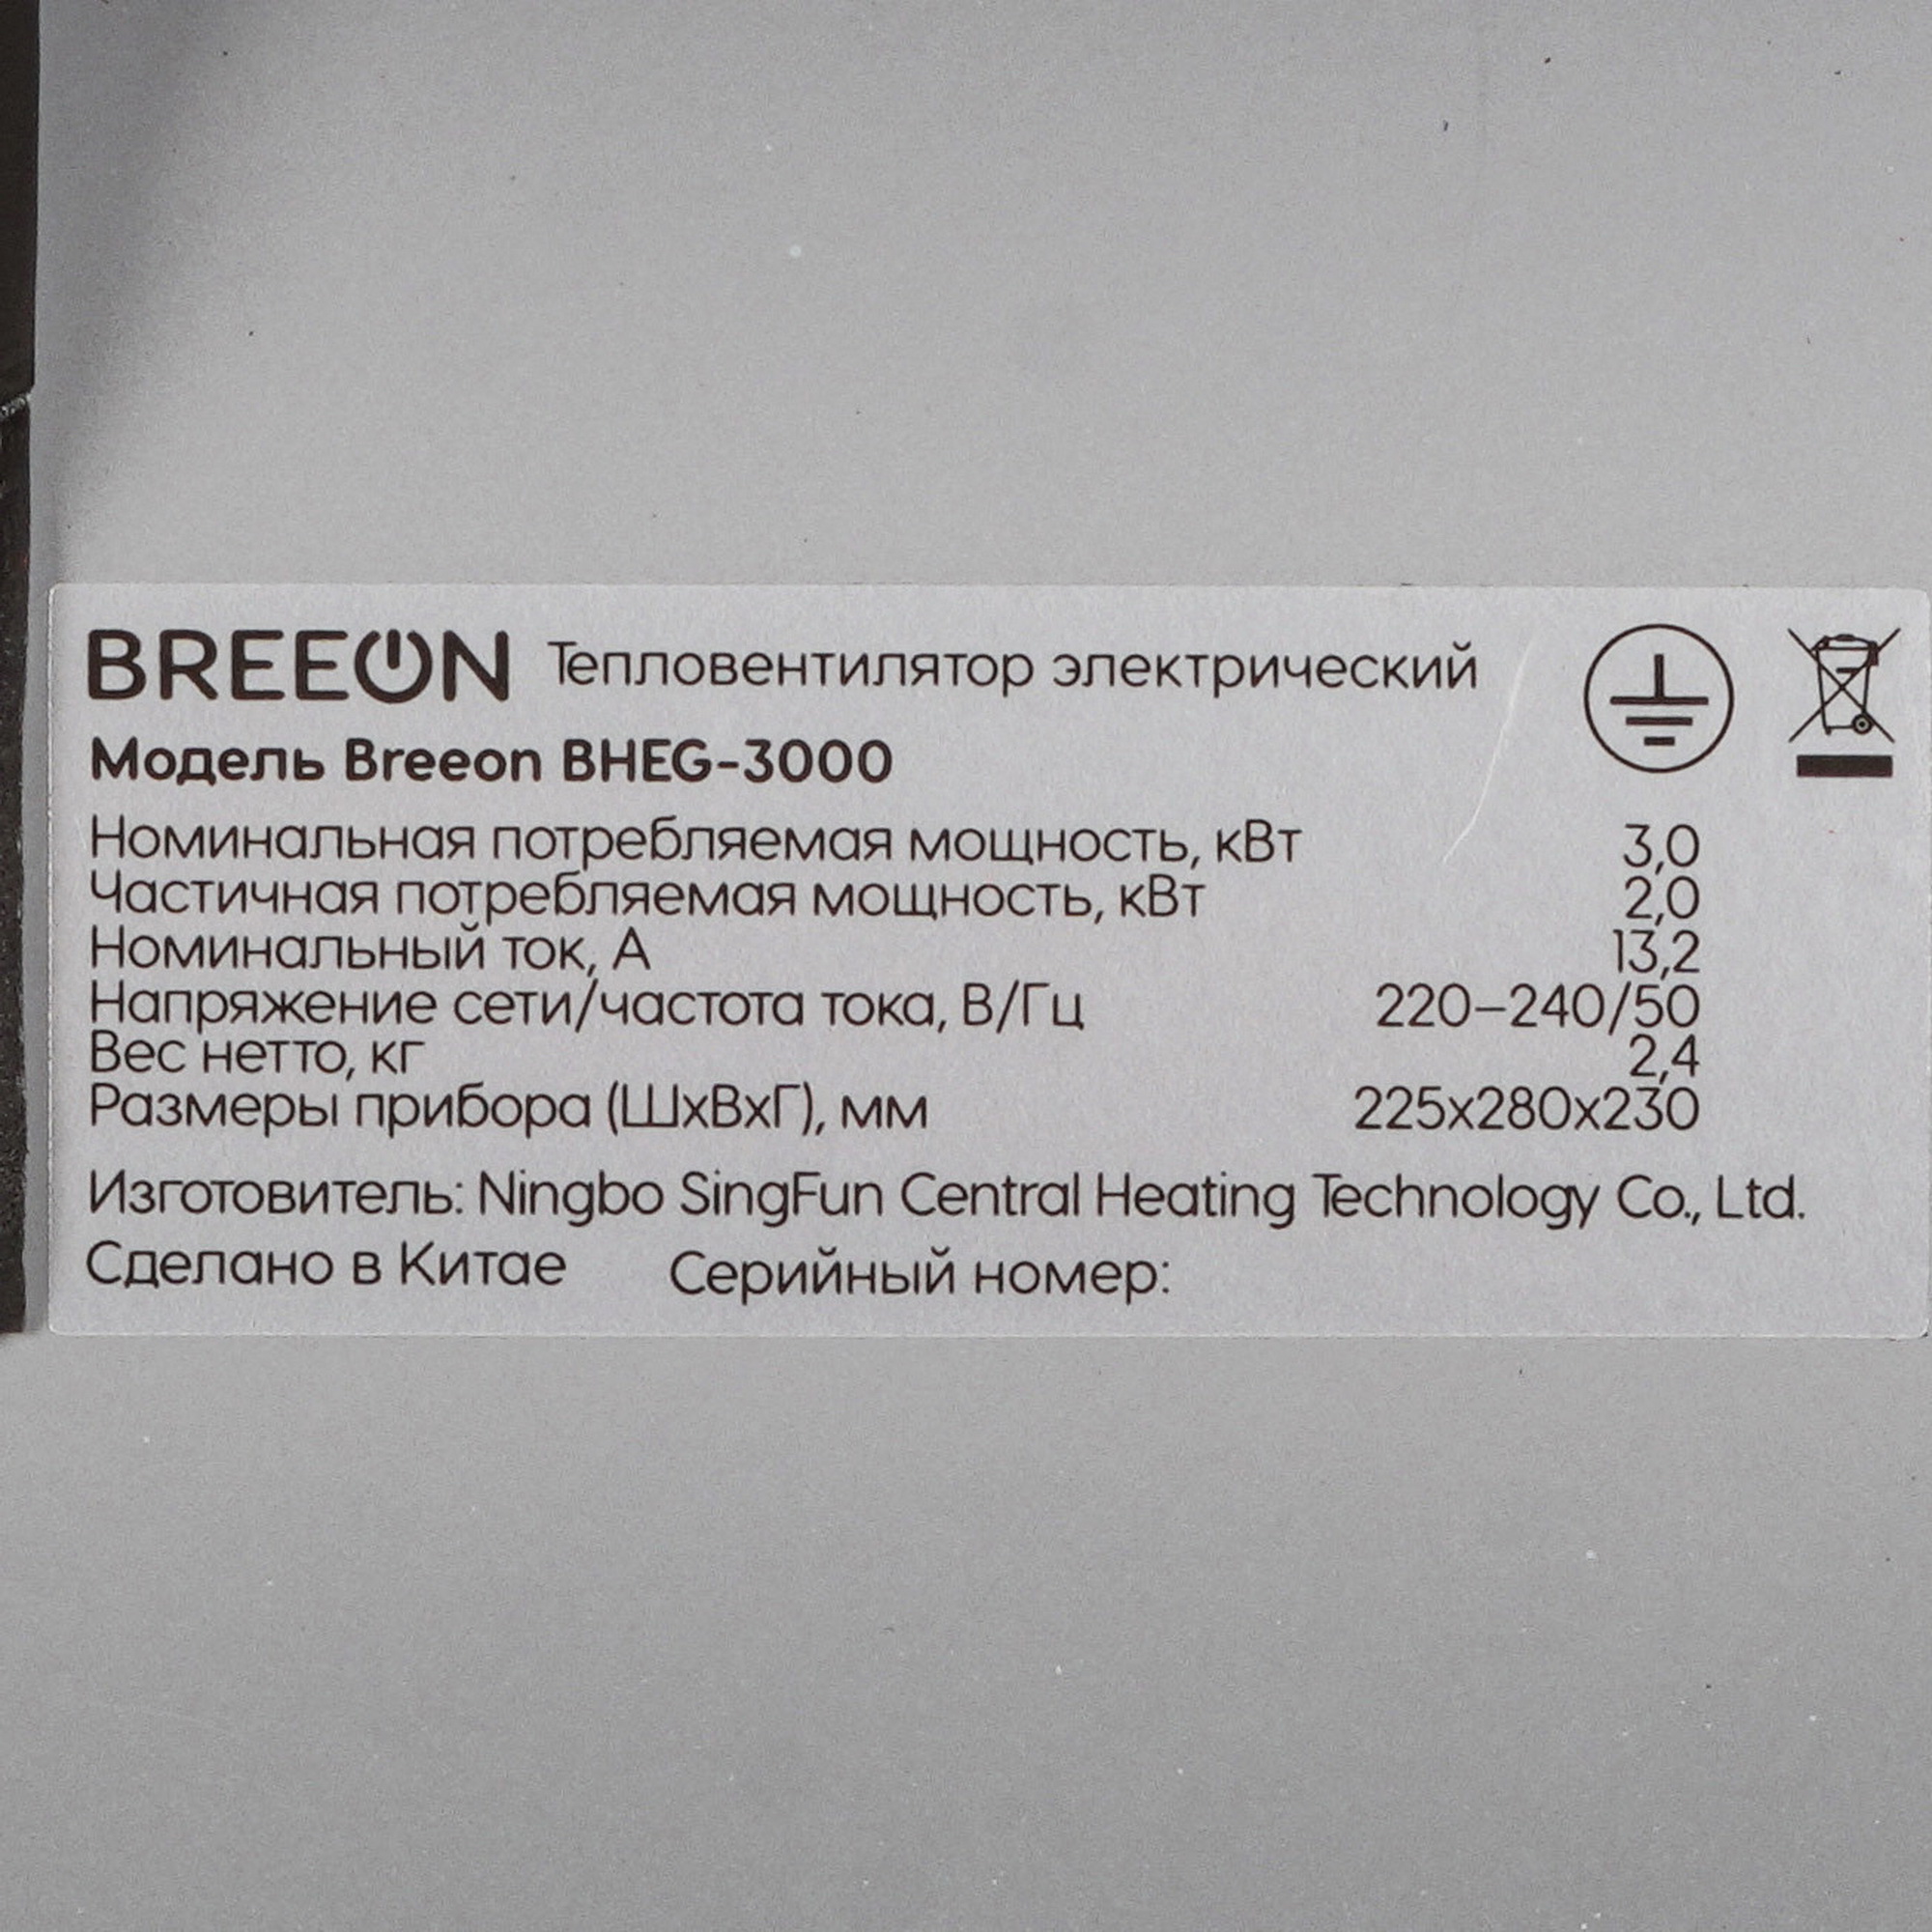 BREEON Тепловентилятор электрический
Модель Breeon BHEG-3000
Номинальная потребляемая мощность, кВт 3,0
Частичная потребляемая мощность, кВт 2,0
Номинальный ток, А 13,2
Напряжение сети/частота тока, В/Гц 220–240/50
Вес нетто, кг 2,4
Размеры прибора (ШхВхГ), мм 225х280х230
Изготовитель: Ningbo SingFun Central Heating Technology Co., Ltd.
Сделано в Китае Серийный номер: